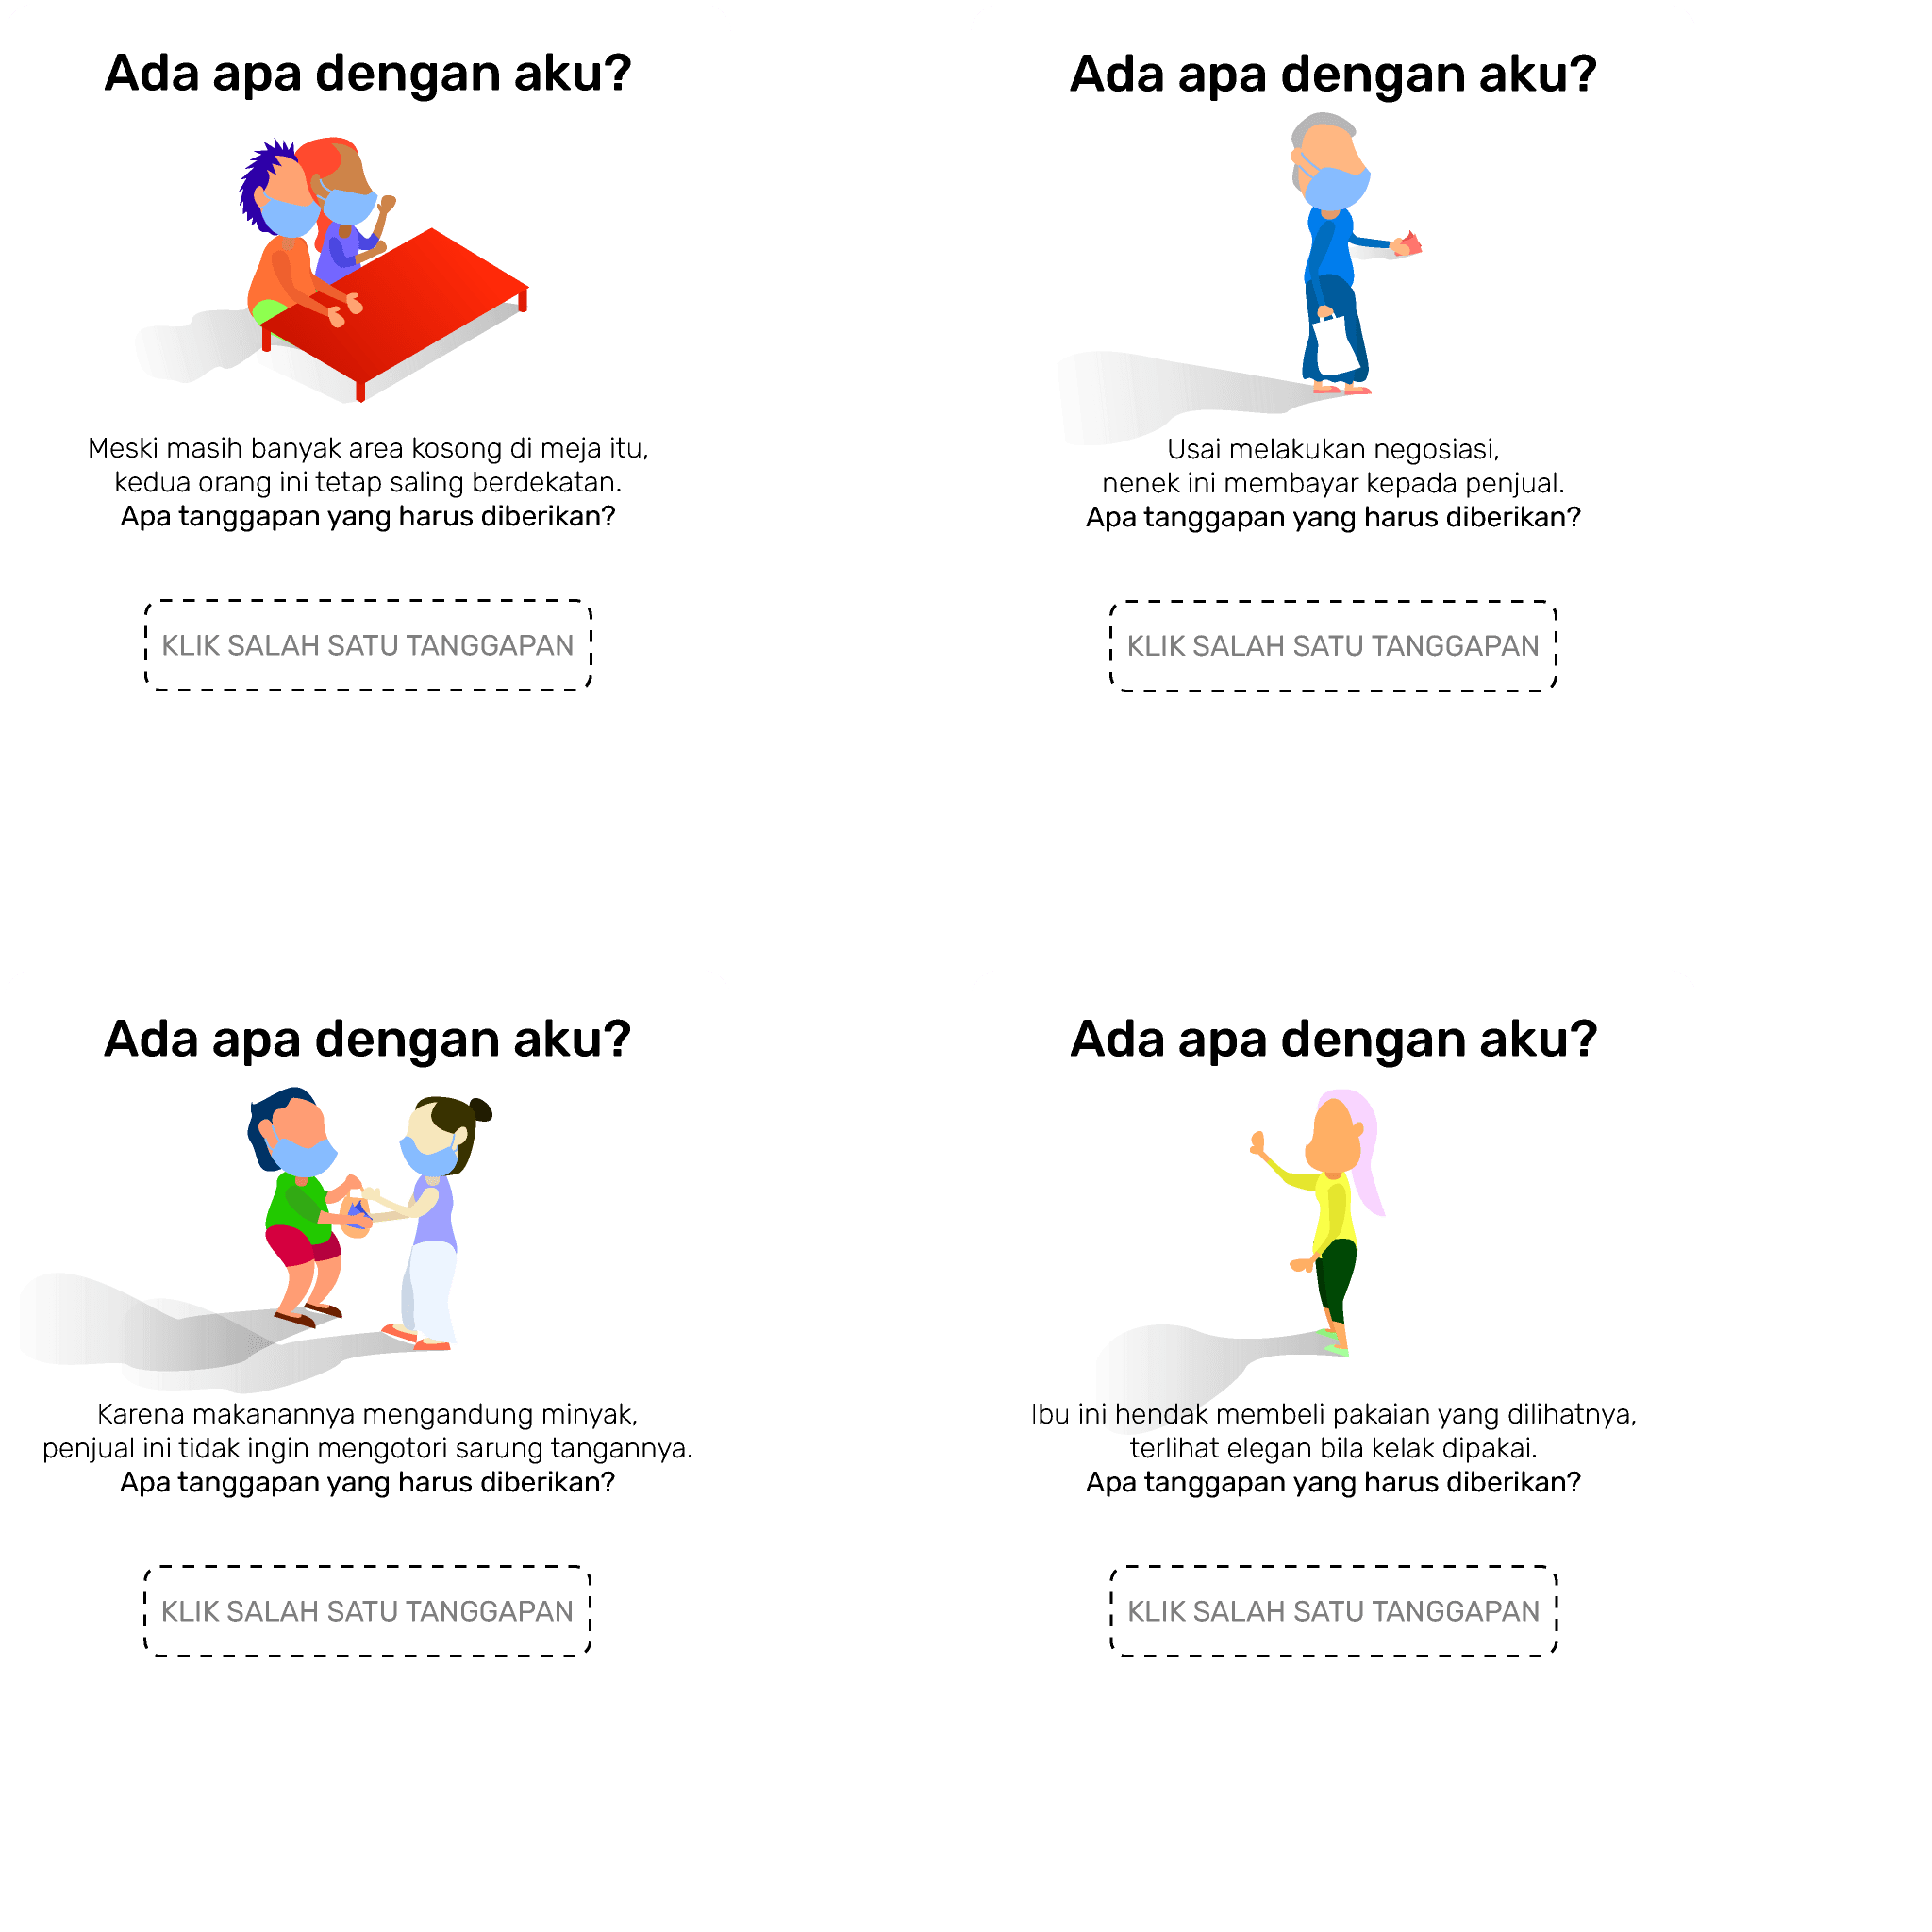 Ada apa dengan aku?
Meski masih banyak area kosong di meja itu,
kedua orang ini tetap saling berdekatan.
Apa tanggapan yang harus diberikan?
KLIK SALAH SATU TANGGAPAN
Ada apa dengan aku?
Usai melakukan negosiasi,
nenek ini membayar kepada penjual.
Apa tanggapan yang harus diberikan?
KLIK SALAH SATU TANGGAPAN
Ada apa dengan aku?
Karena makanannya mengandung minyak,
penjual ini tidak ingin mengotori sarung tangannya.
Apa tanggapan yang harus diberikan?
KLIK SALAH SATU TANGGAPAN
Ada apa dengan aku?
Ibu ini hendak membeli pakaian yang dilihatnya,
terlihat elegan bila kelak dipakai.
Apa tanggapan yang harus diberikan?
KLIK SALAH SATU TANGGAPAN